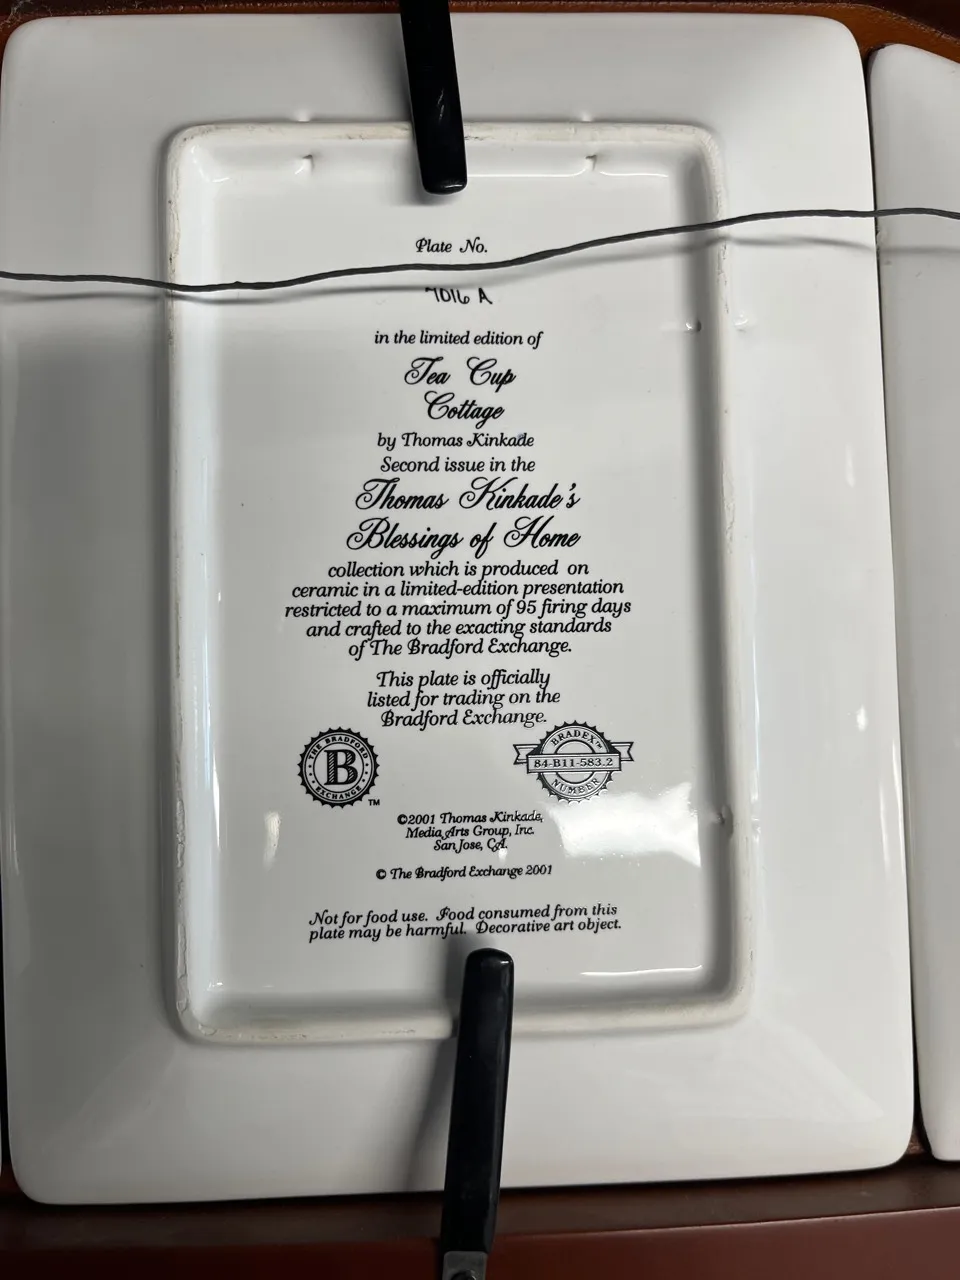 Plate No.
7016 A
in the limited edition of
Tea Cup
Cottage
by Thomas Kinkade
Second issue in the
Thomas Kinkade's
Blessings of Home
collection which is produced on
ceramic in a limited-edition presentation
restricted to a maximum of 95 firing days
and crafted to the exacting standards
of The Bradford Exchange.
This plate is officially
listed for trading on the
Bradford Exchange.
THE BRADFORD
B
EXCHANGE
TM
BRADEX™
84-B11-583.2
NUMBER
©2001 Thomas Kinkade,
Media Arts Group, Inc.
San Jose, CA.
© The Bradford Exchange 2001
Not for food use. Food consumed from this
plate may be harmful. Decorative art object.